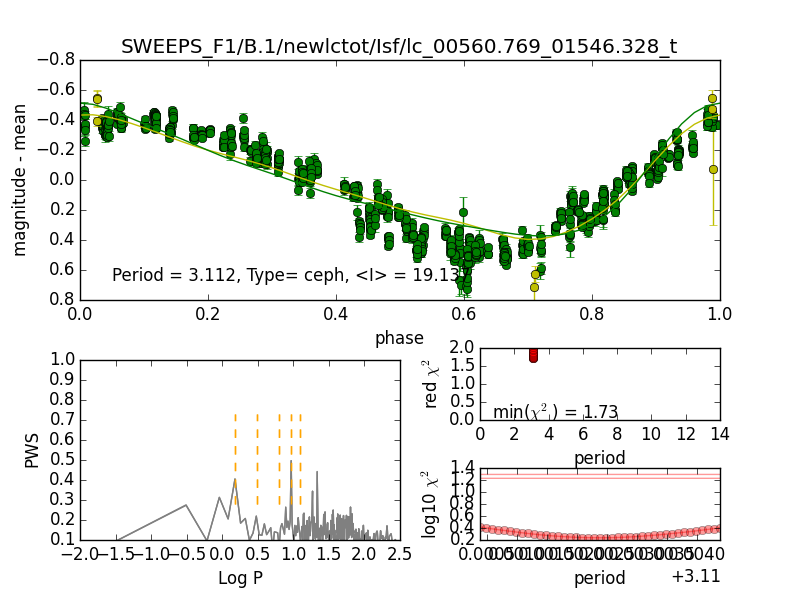 SWEEPS_F1/B.1/newlctot/Isf/lc_00560.769_01546.328_t
−0.8
−0.6
−0.4
−0.2
0.0
0.2
0.4
0.6
0.8
magnitude - mean
Period = 3.112, Type= ceph, <I> = 19.137
0.0 0.2 0.4 0.6 0.8 1.0
phase
1.0
0.9
0.8
0.7
0.6
0.5
0.4
0.3
0.2
0.1
PWS
−2.0 −1.5 −1.0 −0.5 0.0 0.5 1.0 1.5 2.0 2.5
Log P
2.0
1.5
1.0
0.5
0.0
red χ²
min(χ²) = 1.73
0 2 4 6 8 10 12 14
period
1.4
1.2
1.0
0.8
0.6
0.4
0.2
log10 χ²
period
+3.11